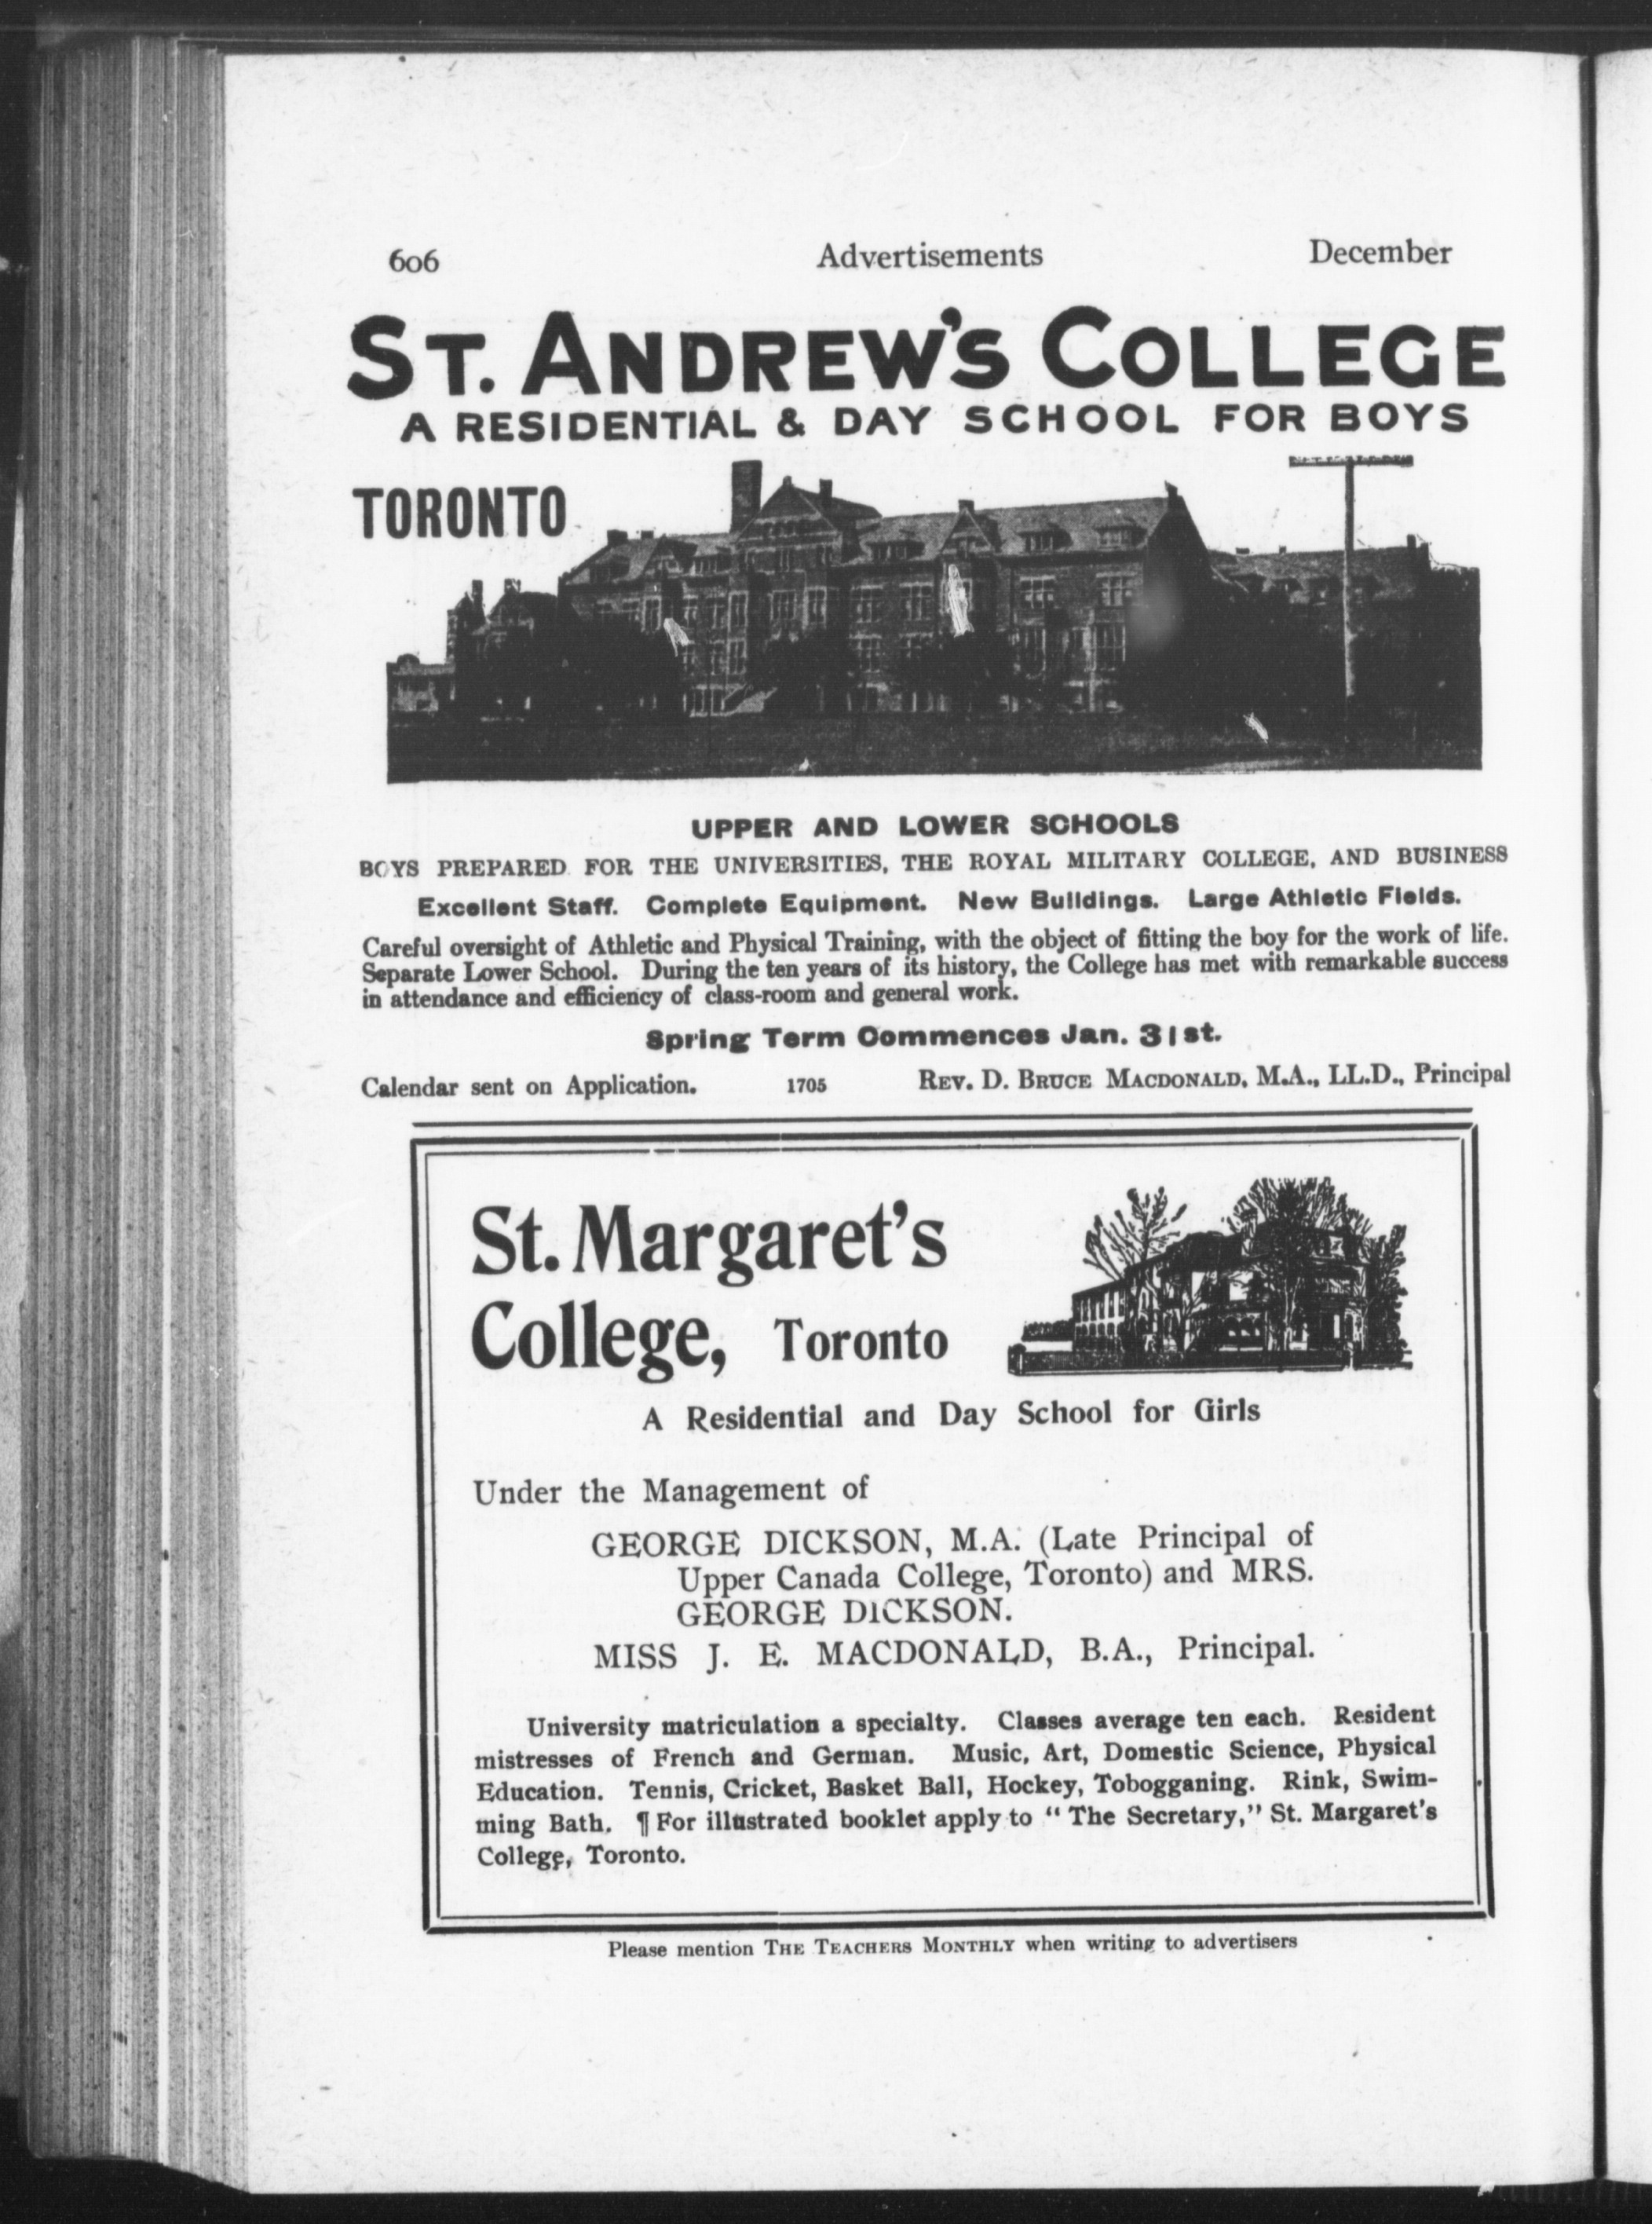 606 Advertisements December
ST. ANDREW'S COLLEGE
A RESIDENTIAL & DAY SCHOOL FOR BOYS
TORONTO
UPPER AND LOWER SCHOOLS
BOYS PREPARED FOR THE UNIVERSITIES, THE ROYAL MILITARY COLLEGE, AND BUSINESS
Excellent Staff. Complete Equipment. New Buildings. Large Athletic Fields.
Careful oversight of Athletic and Physical Training, with the object of fitting the boy for the work of life.
Separate Lower School. During the ten years of its history, the College has met with remarkable success
in attendance and efficiency of class-room and general work.
Spring Term Commences Jan. 31st.
Calendar sent on Application. 1705 REV. D. BRUCE MACDONALD, M.A., LL.D., Principal
St. Margaret's
College, Toronto
A Residential and Day School for Girls
Under the Management of
GEORGE DICKSON, M.A. (Late Principal of
Upper Canada College, Toronto) and MRS.
GEORGE DICKSON.
MISS J. E. MACDONALD, B.A., Principal.
University matriculation a specialty. Classes average ten each. Resident
mistresses of French and German. Music, Art, Domestic Science, Physical
Education. Tennis, Cricket, Basket Ball, Hockey, Tobogganing. Rink, Swim-
ming Bath. ¶ For illustrated booklet apply to "The Secretary," St. Margaret's
College, Toronto.
Please mention THE TEACHERS MONTHLY when writing to advertisers